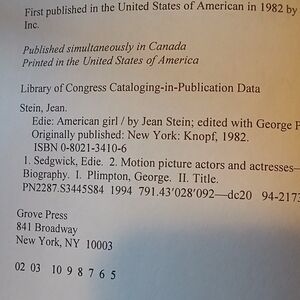 First published in the United States of American in 1982 by
Inc.
Published simultaneously in Canada
Printed in the United States of America
Library of Congress Cataloging-in-Publication Data
Stein, Jean.
Edie: American girl / by Jean Stein; edited with George P
Originally published: New York: Knopf, 1982.
ISBN 0-8021-3410-6
1. Sedgwick, Edie. 2. Motion picture actors and actresses—
Biography. I. Plimpton, George. II. Title.
PN2287.S3445S84 1994 791.43'028'092—dc20 94-2173
Grove Press
841 Broadway
New York, NY 10003
02 03 10 9 8 7 6 5